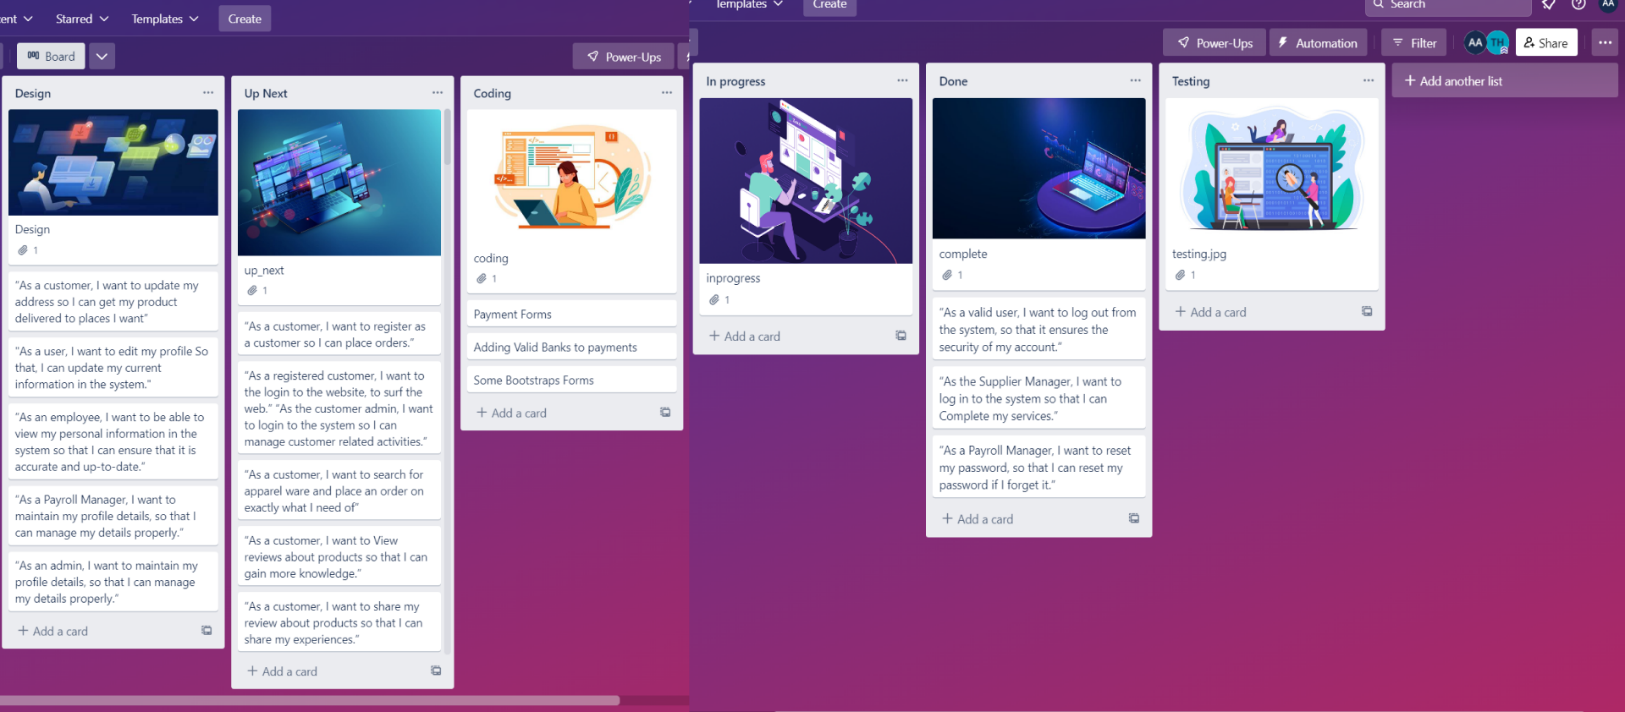 Starred
Templates
Create
Board
Power-Ups
Design
Design
1
“As a customer, I want to update my
address so I can get my product
delivered to places I want”
“As a user, I want to edit my profile So
that, I can update my current
information in the system.”
“As an employee, I want to be able to
view my personal information in the
system so that I can ensure that it is
accurate and up-to-date.”
“As a Payroll Manager, I want to
maintain my profile details, so that I
can manage my details properly.”
“As an admin, I want to maintain my
profile details, so that I can manage
my details properly.”
+ Add a card
Up Next
up_next
1
“As a customer, I want to register as
a customer so I can place orders.”
“As a registered customer, I want to
the login to the website, to surf the
web.” “As the customer admin, I want
to login to the system so I can
manage customer related activities.”
“As a customer, I want to search for
apparel ware and place an order on
exactly what I need of”
“As a customer, I want to View
reviews about products so that I can
gain more knowledge.”
“As a customer, I want to share my
review about products so that I can
share my experiences.”
+ Add a card
Coding
coding
1
Payment Forms
Adding Valid Banks to payments
Some Bootstraps Forms
+ Add a card
Templates
Create
Search
AA
Power-Ups
Automation
Filter
AA
TH
Share
In progress
inprogress
1
+ Add a card
Done
complete
1
“As a valid user, I want to log out from
the system, so that it ensures the
security of my account.”
“As the Supplier Manager, I want to
log in to the system so that I can
Complete my services.”
“As a Payroll Manager, I want to reset
my password, so that I can reset my
password if I forget it.”
+ Add a card
Testing
testing.jpg
1
+ Add a card
+ Add another list